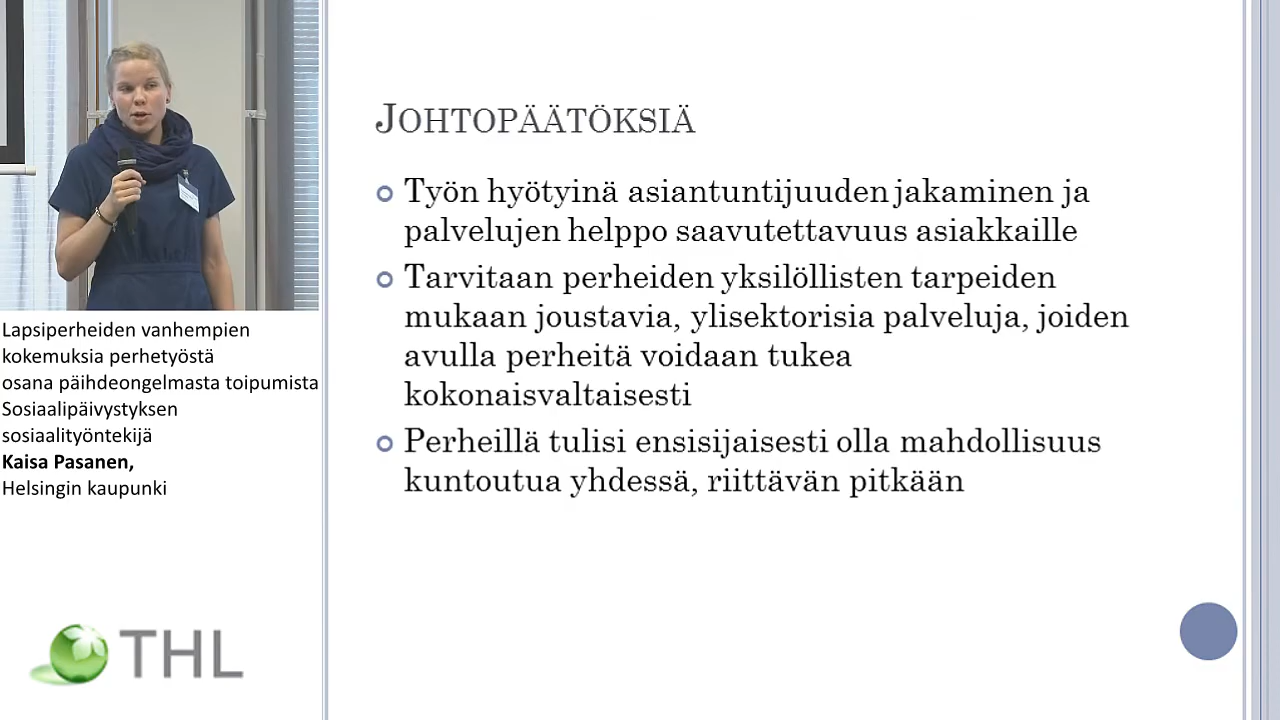 Lapsiperheiden vanhempien
kokemuksia perhetyöstä
osana päihdeongelmasta toipumista
Sosiaalipäivystyksen
sosiaalityöntekijä
Kaisa Pasanen,
Helsingin kaupunki
THL
JOHTOPÄÄTÖKSIÄ
Työn hyötyinä asiantuntijuuden jakaminen ja
palvelujen helppo saavutettavuus asiakkaille
Tarvitaan perheiden yksilöllisten tarpeiden
mukaan joustavia, ylisektorisia palveluja, joiden
avulla perheitä voidaan tukea
kokonaisvaltaisesti
Perheillä tulisi ensisijaisesti olla mahdollisuus
kuntoutua yhdessä, riittävän pitkään